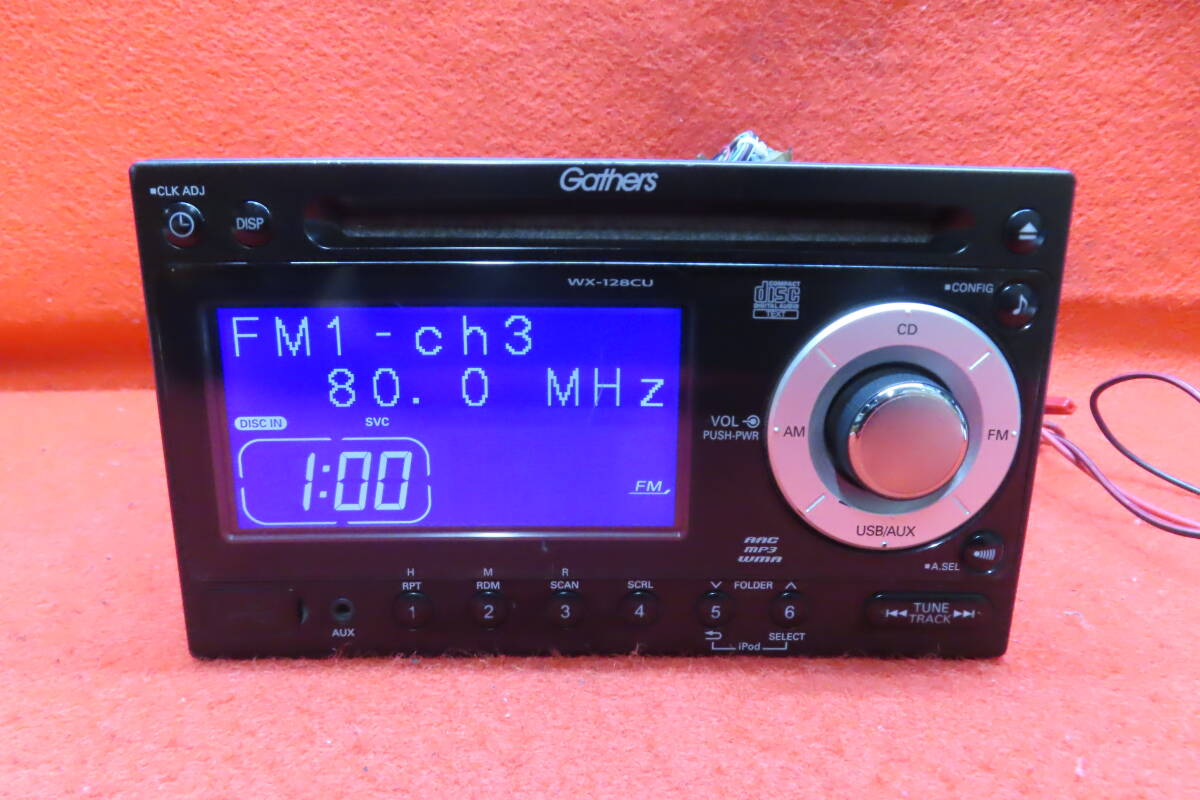 Gathers
■CLK ADJ
DISP
WX-128CU
COMPACT
disc
DIGITAL AUDIO
TEXT
■CONFIG
FM1-ch3
80.0 MHz
DISC IN
SVC
1:00
FM
CD
VOL
PUSH-PWR
AM
FM
USB/AUX
AAC
MP3
WMA
■A.SEL
H
M
R
RPT
RDM
SCAN
SCRL
FOLDER
1
2
3
4
5
6
AUX
TUNE
TRACK
SELECT
iPod